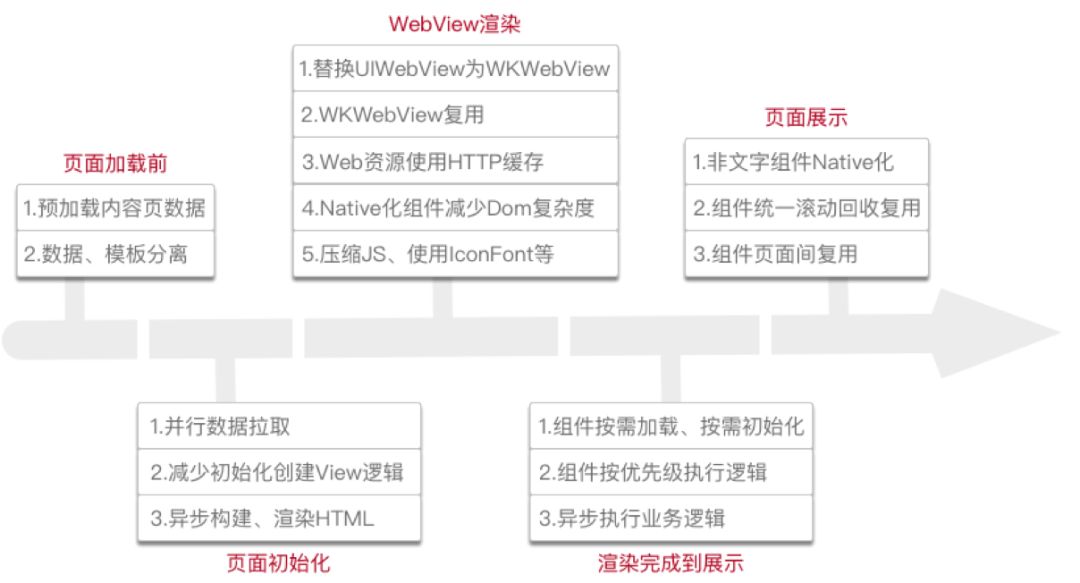 WebView渲染
1.替换UIWebView为WKWebView
2.WKWebView复用
3.Web资源使用HTTP缓存
4.Native化组件减少Dom复杂度
5.压缩JS、使用IconFont等
页面展示
1.非文字组件Native化
2.组件统一滚动回收复用
3.组件页面间复用
页面加载前
1.预加载内容页数据
2.数据、模板分离
1.并行数据拉取
2.减少初始化创建View逻辑
3.异步构建、渲染HTML
页面初始化
1.组件按需加载、按需初始化
2.组件按优先级执行逻辑
3.异步执行业务逻辑
渲染完成到展示